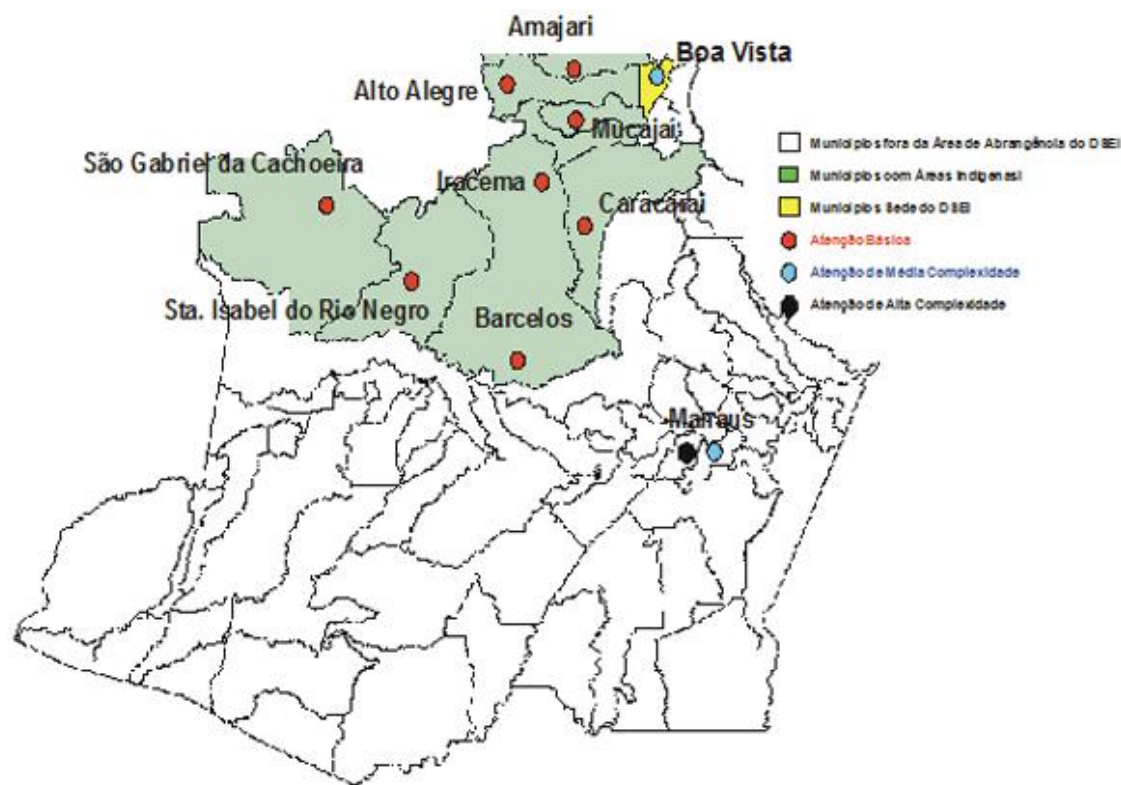 Amajari
Boa Vista
Alto Alegre
Mucajaí
São Gabriel da Cachoeira
Iracema
Caracaraí
Sta. Isabel do Rio Negro
Barcelos
Manaus
Municípios fora da Área de Abrangência do DSEI
Municípios com Áreas Indígenas
Municípios Sede do DSEI
Atenção Básica
Atenção de Média Complexidade
Atenção de Alta Complexidade